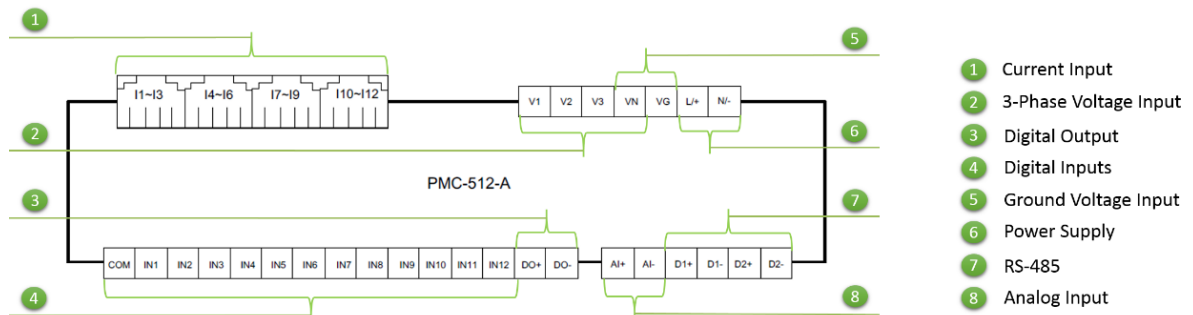 1
5
I1~I3 I4~I6 I7~I9 I10~I12
V1 V2 V3 VN VG L/+ N/-
2
6
PMC-512-A
3
7
COM IN1 IN2 IN3 IN4 IN5 IN6 IN7 IN8 IN9 IN10 IN11 IN12 DO+ DO- AI+ AI- D1+ D1- D2+ D2-
4
8
1 Current Input
2 3-Phase Voltage Input
3 Digital Output
4 Digital Inputs
5 Ground Voltage Input
6 Power Supply
7 RS-485
8 Analog Input